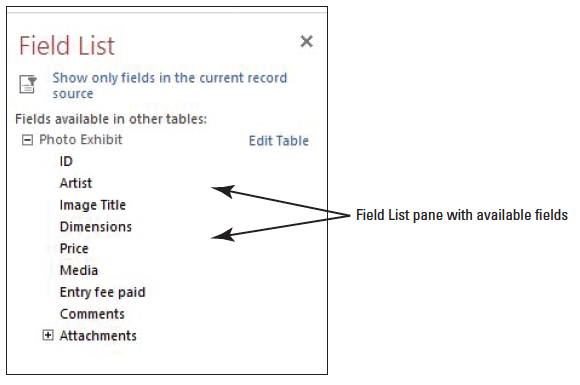 Field List
Show only fields in the current record
source
Fields available in other tables:
Photo Exhibit Edit Table
ID
Artist
Image Title
Dimensions
Price
Media
Entry fee paid
Comments
Attachments
Field List pane with available fields